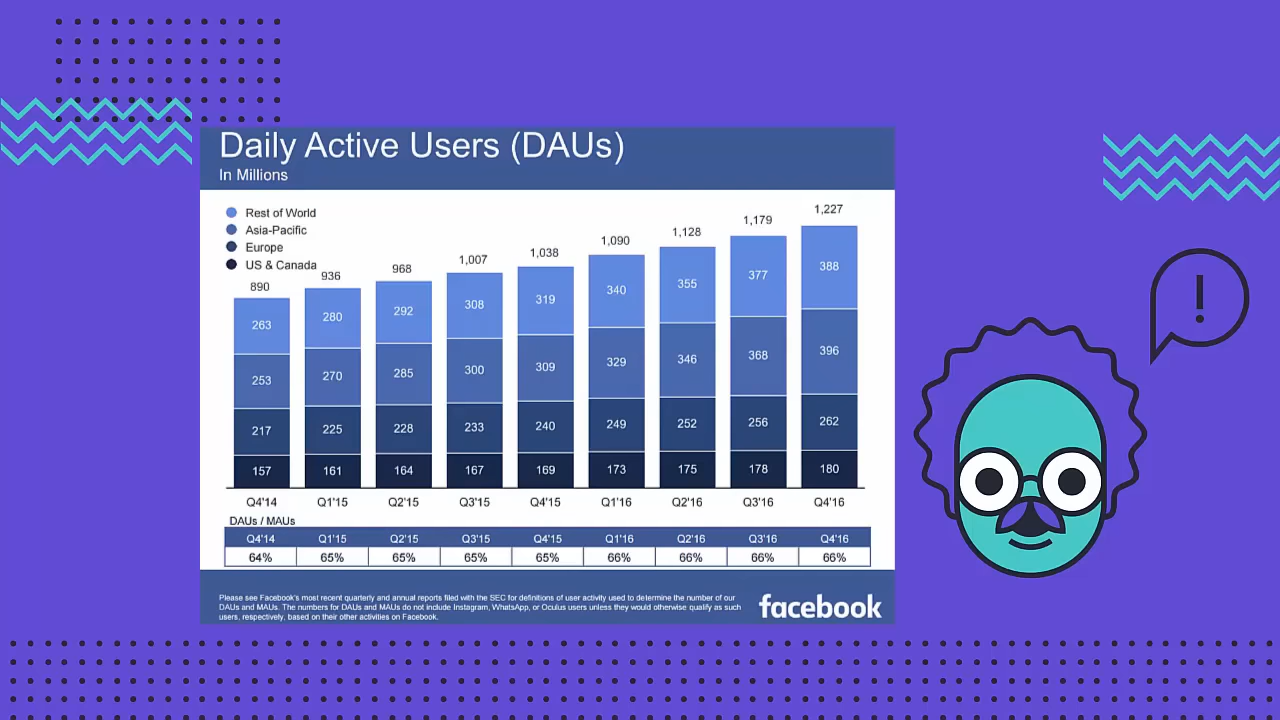 Daily Active Users (DAUs)
In Millions
Rest of World
Asia-Pacific
Europe
US & Canada
890 936 968 1,007 1,038 1,090 1,128 1,179 1,227
263 280 292 308 319 340 355 377 388
253 270 285 300 309 329 346 368 396
217 225 228 233 240 249 252 256 262
157 161 164 167 169 173 175 178 180
Q4'14 Q1'15 Q2'15 Q3'15 Q4'15 Q1'16 Q2'16 Q3'16 Q4'16
DAUs / MAUs
Q4'14 Q1'15 Q2'15 Q3'15 Q4'15 Q1'16 Q2'16 Q3'16 Q4'16
64% 65% 65% 65% 65% 66% 66% 66% 66%
Please see Facebook's most recent quarterly and annual reports filed with the SEC for definitions of user activity used to determine the number of our
DAUs and MAUs. The numbers for DAUs and MAUs do not include Instagram, WhatsApp, or Oculus users unless they would otherwise qualify as such
users, respectively, based on their other activities on Facebook.
facebook
!